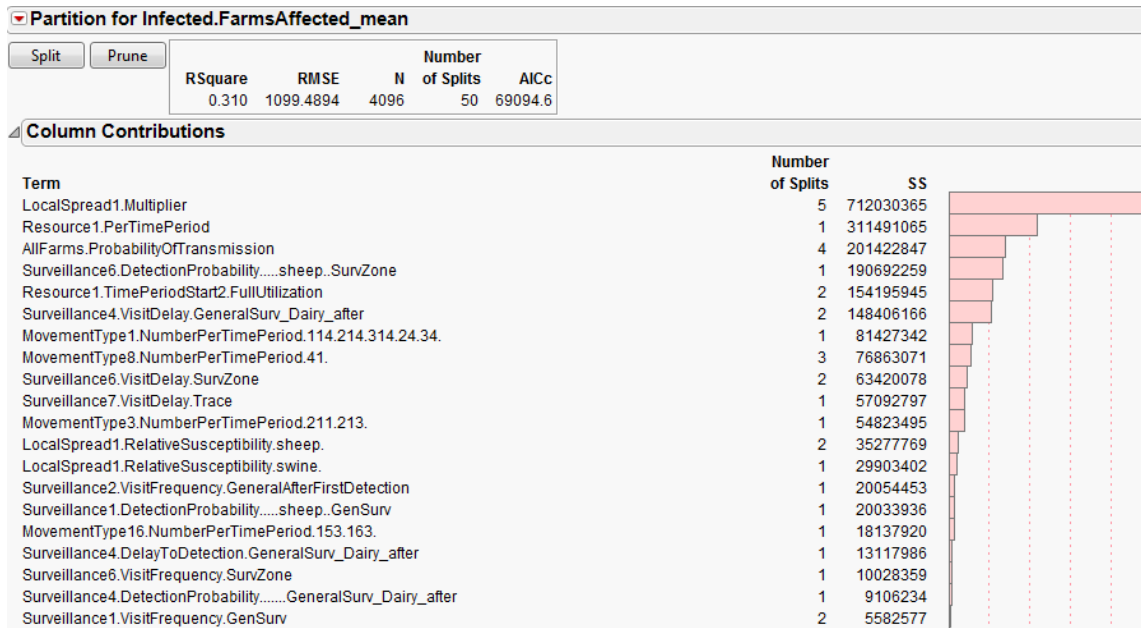 Partition for Infected.FarmsAffected_mean
Split Prune
Number
RSquare RMSE N of Splits AICc
0.310 1099.4894 4096 50 69094.6
Column Contributions
Number
Term of Splits SS
LocalSpread1.Multiplier 5 712030365
Resource1.PerTimePeriod 1 311491065
AllFarms.ProbabilityOfTransmission 4 201422847
Surveillance6.DetectionProbability.....sheep..SurvZone 1 190692259
Resource1.TimePeriodStart2.FullUtilization 2 154195945
Surveillance4.VisitDelay.GeneralSurv_Dairy_after 2 148406166
MovementType1.NumberPerTimePeriod.114.214.314.24.34. 1 81427342
MovementType8.NumberPerTimePeriod.41. 3 76863071
Surveillance6.VisitDelay.SurvZone 2 63420078
Surveillance7.VisitDelay.Trace 1 57092797
MovementType3.NumberPerTimePeriod.211.213. 1 54823495
LocalSpread1.RelativeSusceptibility.sheep. 2 35277769
LocalSpread1.RelativeSusceptibility.swine. 1 29903402
Surveillance2.VisitFrequency.GeneralAfterFirstDetection 1 20054453
Surveillance1.DetectionProbability.....sheep..GenSurv 1 20033936
MovementType16.NumberPerTimePeriod.153.163. 1 18137920
Surveillance4.DelayToDetection.GeneralSurv_Dairy_after 1 13117986
Surveillance6.VisitFrequency.SurvZone 1 10028359
Surveillance4.DetectionProbability.......GeneralSurv_Dairy_after 1 9106234
Surveillance1.VisitFrequency.GenSurv 2 5582577